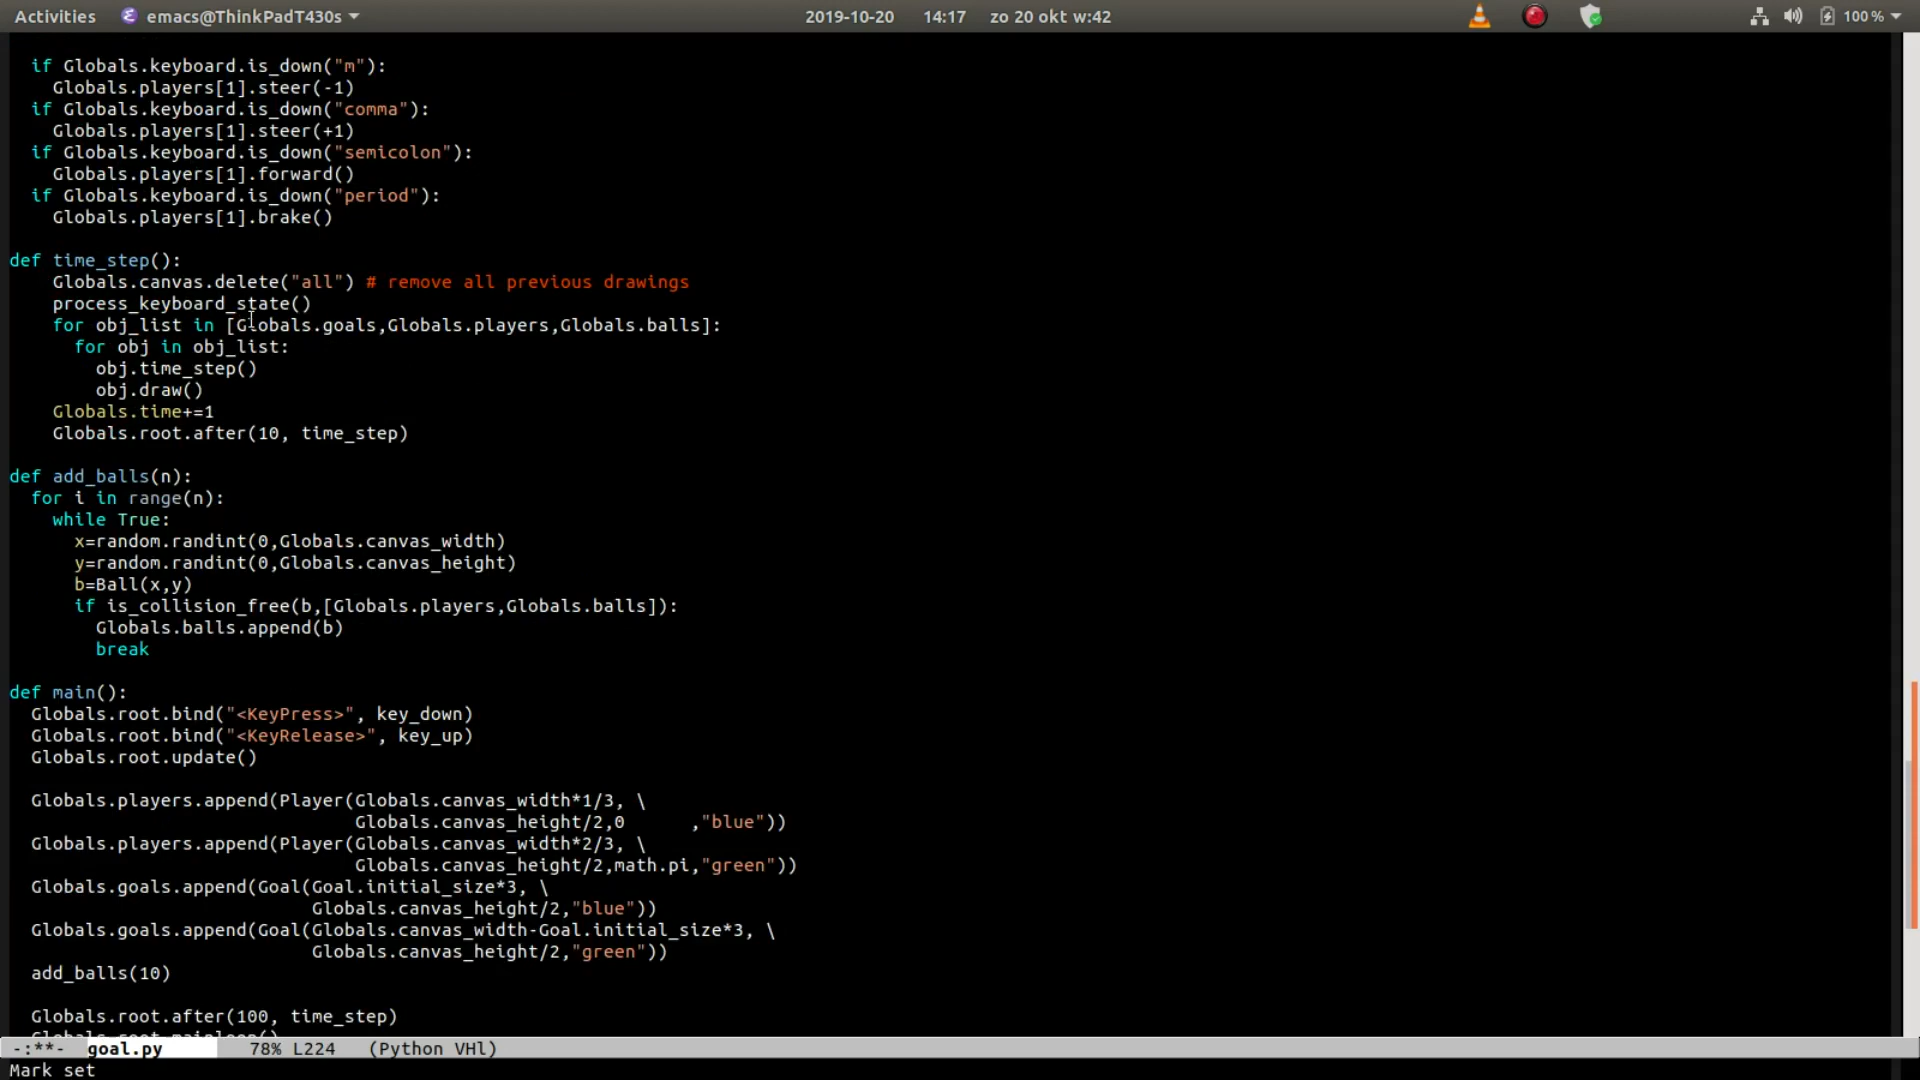 Activities emacs@ThinkPadT430s 2019-10-20 14:17 zo 20 okt w:42 100 %
if Globals.keyboard.is_down("m"):
Globals.players[1].steer(-1)
if Globals.keyboard.is_down("comma"):
Globals.players[1].steer(+1)
if Globals.keyboard.is_down("semicolon"):
Globals.players[1].forward()
if Globals.keyboard.is_down("period"):
Globals.players[1].brake()
def time_step():
Globals.canvas.delete("all") # remove all previous drawings
process_keyboard_state()
for obj_list in [Globals.goals,Globals.players,Globals.balls]:
for obj in obj_list:
obj.time_step()
obj.draw()
Globals.time+=1
Globals.root.after(10, time_step)
def add_balls(n):
for i in range(n):
while True:
x=random.randint(0,Globals.canvas_width)
y=random.randint(0,Globals.canvas_height)
b=Ball(x,y)
if is_collision_free(b,[Globals.players,Globals.balls]):
Globals.balls.append(b)
break
def main():
Globals.root.bind("<KeyPress>", key_down)
Globals.root.bind("<KeyRelease>", key_up)
Globals.root.update()
Globals.players.append(Player(Globals.canvas_width*1/3, \
Globals.canvas_height/2,0 ,"blue"))
Globals.players.append(Player(Globals.canvas_width*2/3, \
Globals.canvas_height/2,math.pi,"green"))
Globals.goals.append(Goal(Goal.initial_size*3, \
Globals.canvas_height/2,"blue"))
Globals.goals.append(Goal(Globals.canvas_width-Goal.initial_size*3, \
Globals.canvas_height/2,"green"))
add_balls(10)
Globals.root.after(100, time_step)
Globals.root.mainloop()
-:**- goal.py 78% L224 (Python VHl)
Mark set